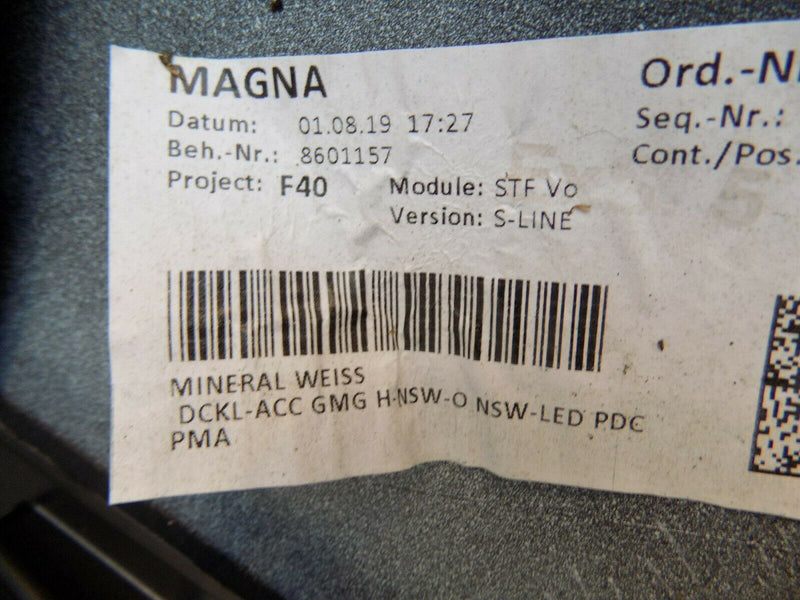 MAGNA
Datum: 01.08.19 17:27
Beh.-Nr.: 8601157
Project: F40 Module: STF Vo
Version: S-LINE
Ord.-N
Seq.-Nr.:
Cont./Pos.
MINERAL WEISS
DCKL-ACC GMG H-NSW-O NSW-LED PDC
PMA